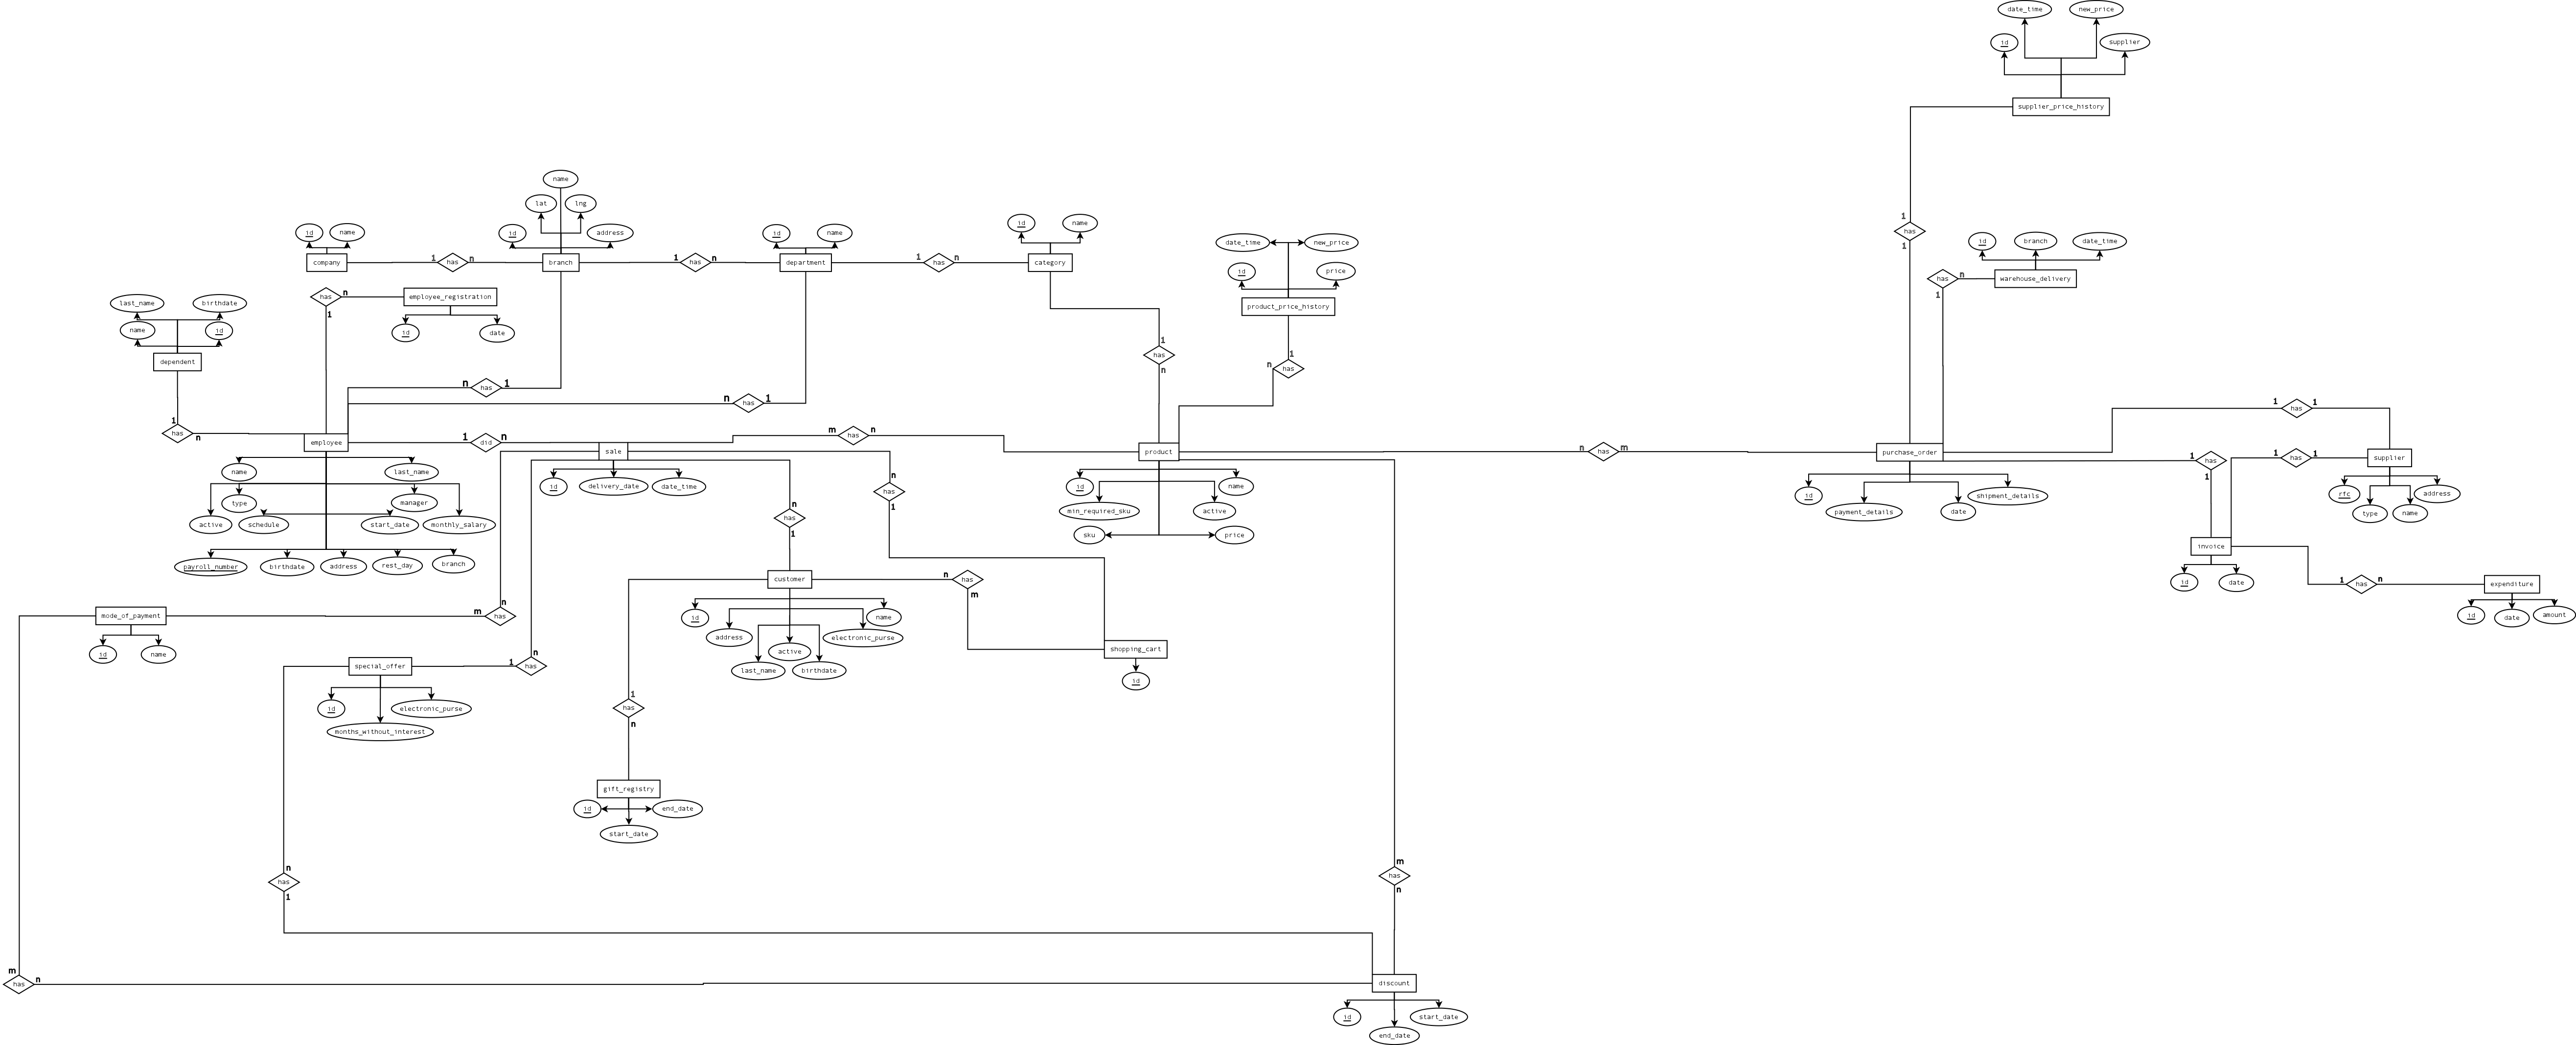 date_time
new_price
id
supplier
supplier_price_history
1
has
1
name
lat
lng
id
name
id
address
id
name
id
name
company
1
has
n
branch
1
has
n
department
1
has
n
category
date_time
new_price
id
price
product_price_history
1
n
has
id
branch
date_time
has
n
warehouse_delivery
1
has
n
employee_registration
1
id
date
last_name
birthdate
name
id
dependent
1
has
n
n
has
1
n
has
1
1
has
n
employee
1
did
n
sale
m
has
n
product
n
has
m
purchase_order
1
has
1
1
has
1
1
has
1
supplier
name
last_name
type
manager
active
schedule
start_date
monthly_salary
payroll_number
birthdate
address
rest_day
branch
id
delivery_date
date_time
n
has
1
n
has
1
id
name
min_required_sku
active
sku
price
id
shipment_details
payment_details
date
rfc
address
type
name
invoice
id
date
1
has
n
expenditure
id
date
amount
mode_of_payment
m
n
has
id
name
customer
n
has
m
id
name
address
electronic_purse
active
last_name
birthdate
shopping_cart
id
special_offer
1
n
has
id
electronic_purse
months_without_interest
1
has
n
gift_registry
id
end_date
start_date
n
has
1
m
has
n
m
has
n
discount
id
start_date
end_date